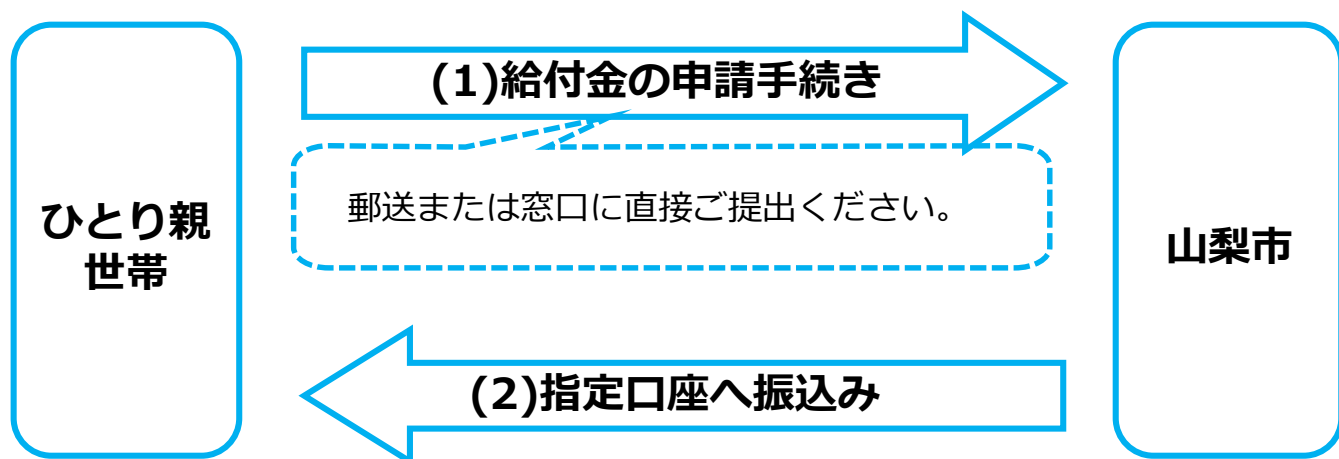 (1)給付金の申請手続き
郵送または窓口に直接ご提出ください。
ひとり親
世帯
山梨市
(2)指定口座へ振込み